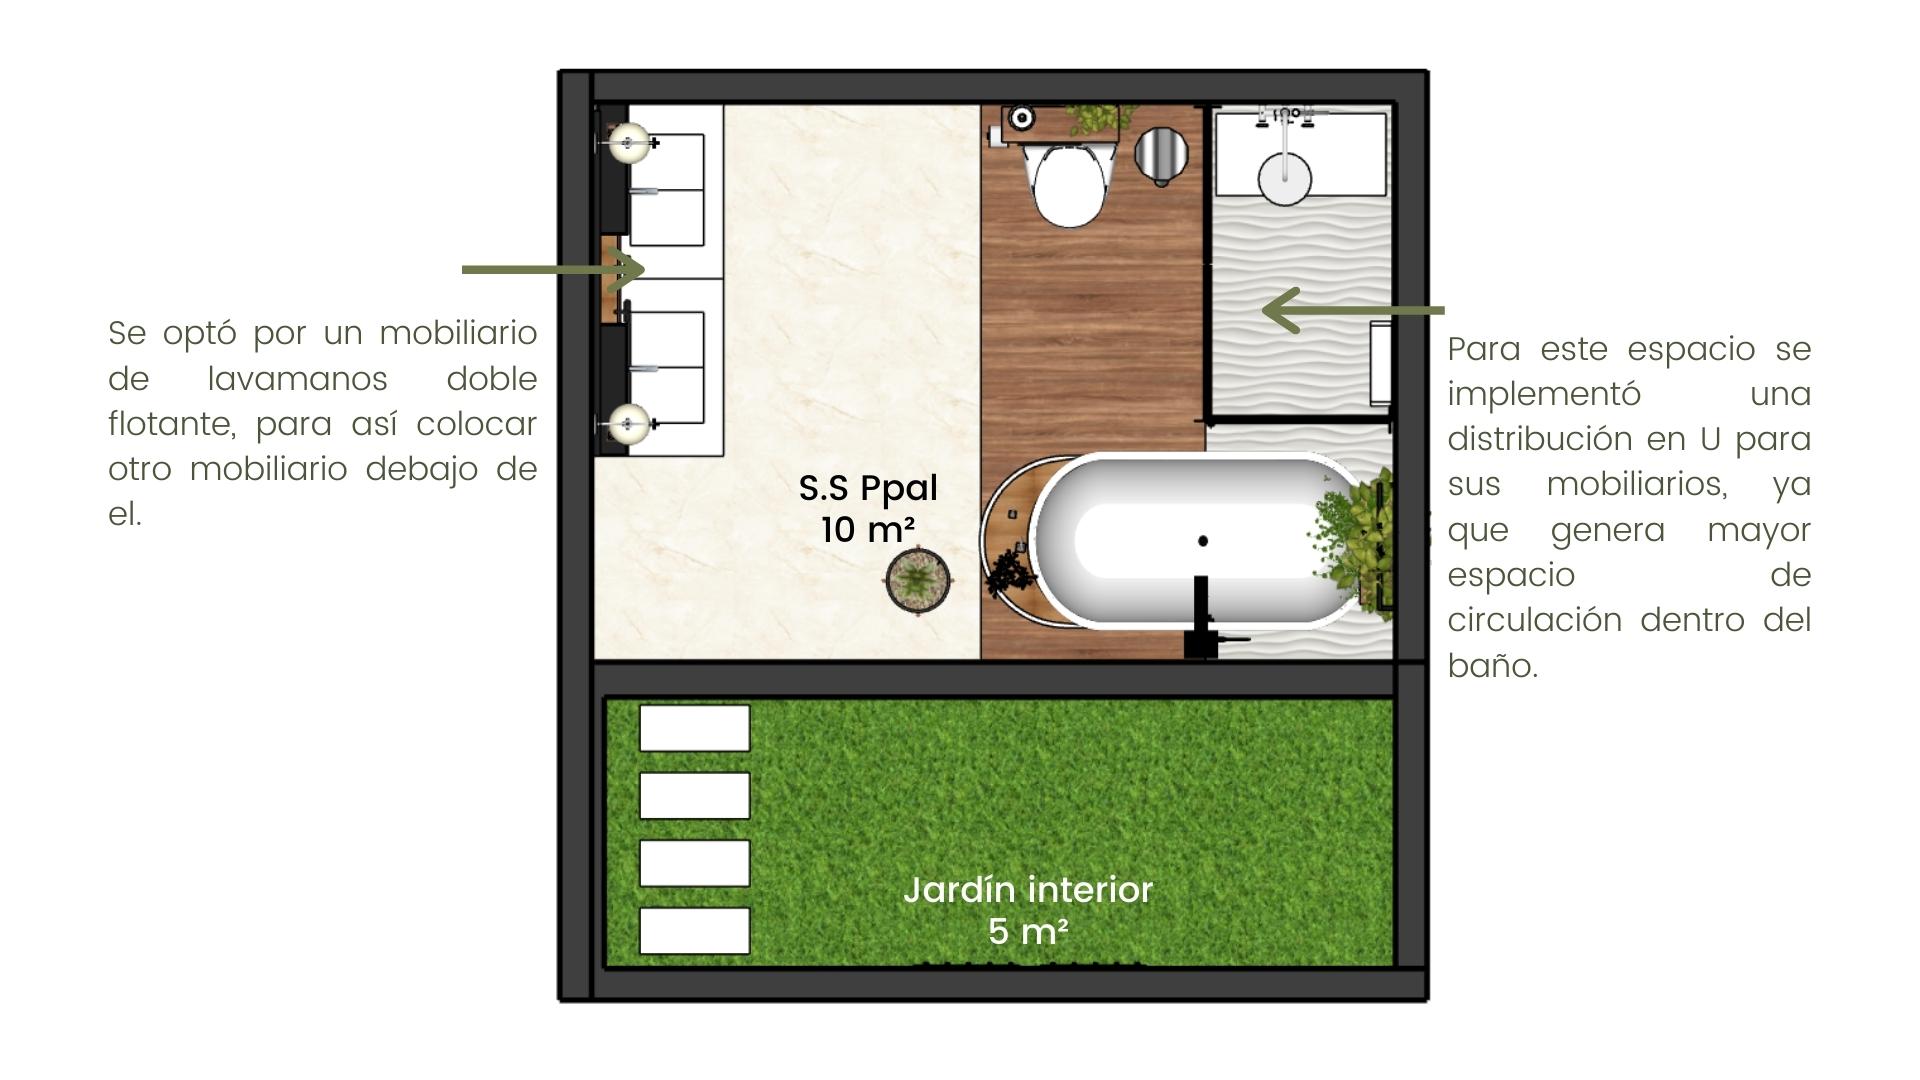 Se optó por un mobiliario
de lavamanos doble
flotante, para así colocar
otro mobiliario debajo de
el.
S.S Ppal
10 m²
Para este espacio se
implementó una
distribución en U para
sus mobiliarios, ya
que genera mayor
espacio de
circulación dentro del
baño.
Jardín interior
5 m²